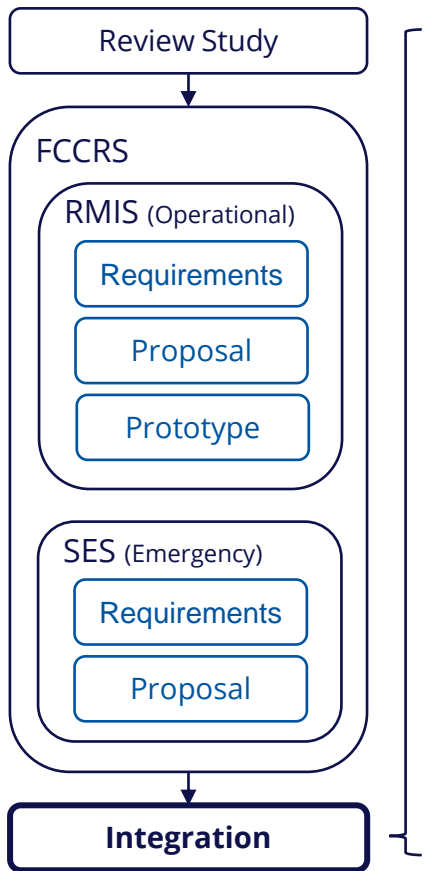 Review Study
FCCRS
RMIS (Operational)
Requirements
Proposal
Prototype
SES (Emergency)
Requirements
Proposal
Integration